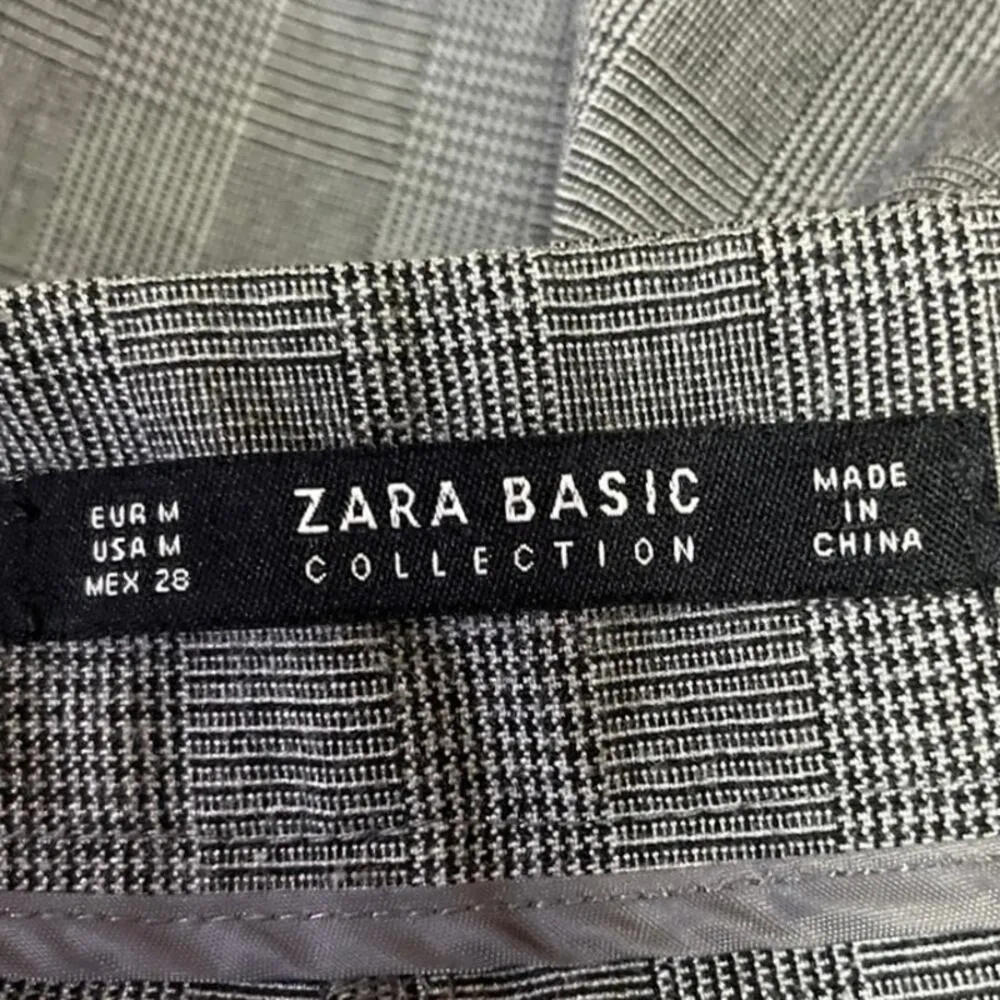 EUR M
USA M
MEX 28
ZARA BASIC
COLLECTION
MADE
IN
CHINA